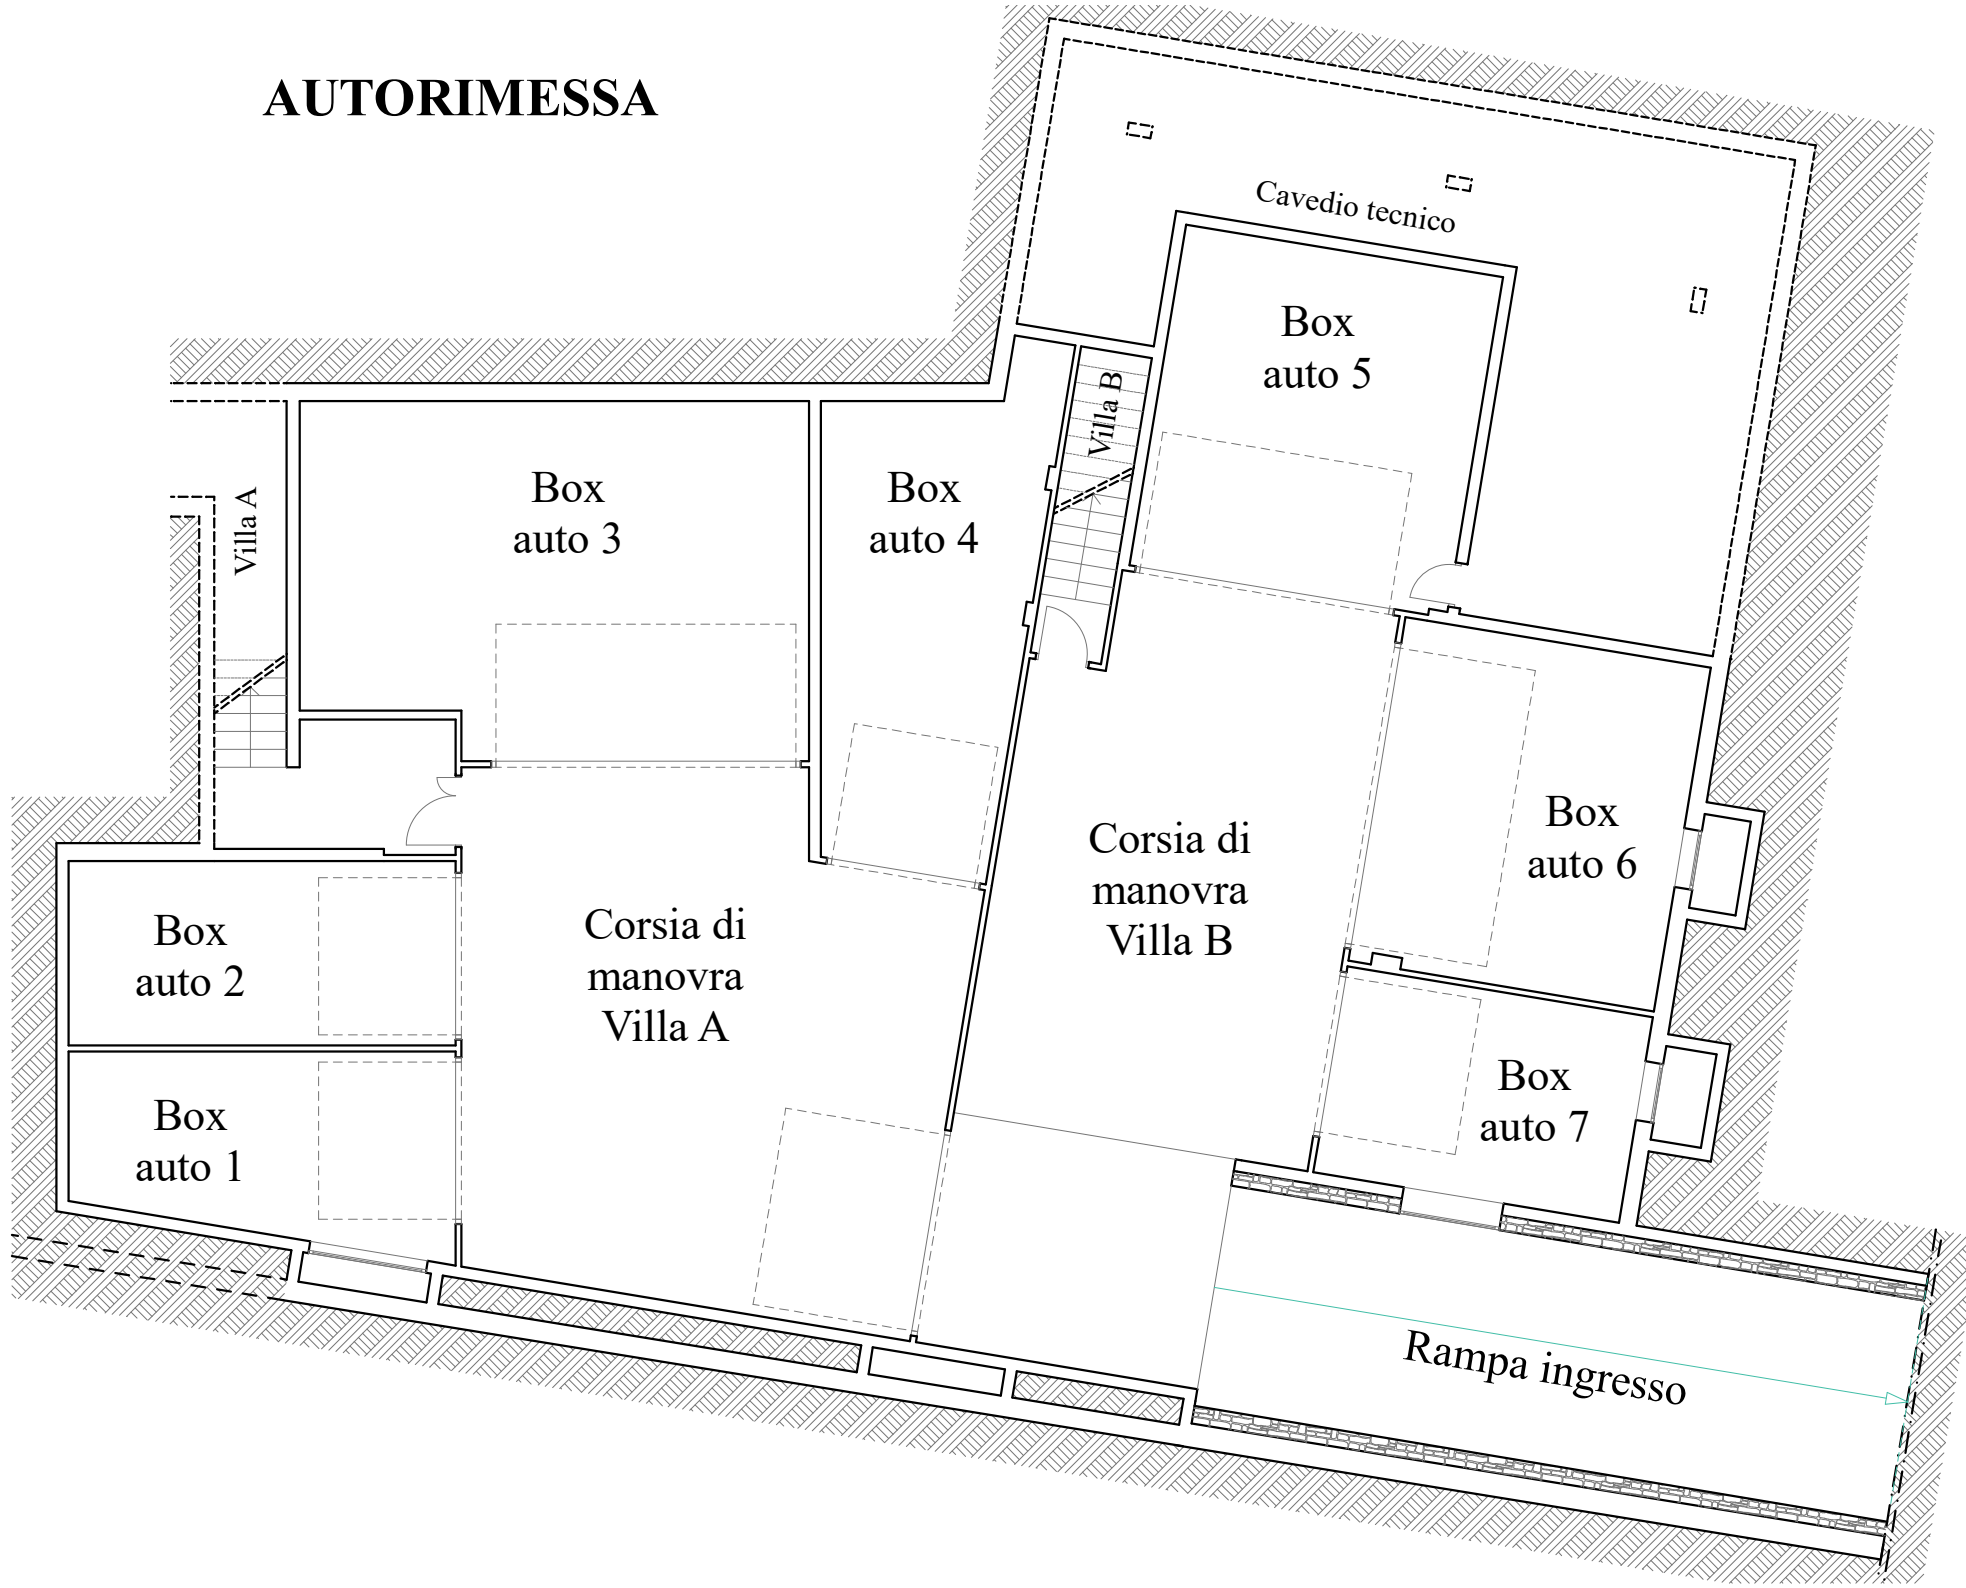 AUTORIMESSA
Cavedio tecnico
Box
auto 5
Villa B
Box
auto 3
Box
auto 4
Villa A
Box
auto 6
Corsia di
manovra
Villa B
Box
auto 2
Corsia di
manovra
Villa A
Box
auto 7
Box
auto 1
Rampa ingresso